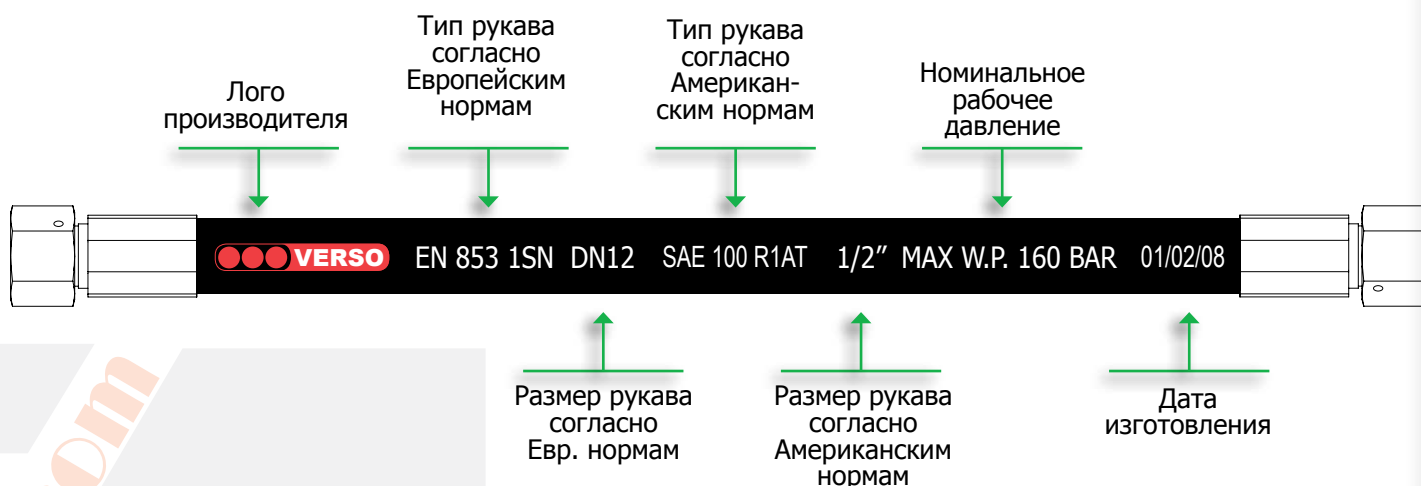 Тип рукава
согласно
Европейским
нормам
Тип рукава
согласно
Американ-
ским нормам
Номинальное
рабочее
давление
Лого
производителя
VERSO EN 853 1SN DN12 SAE 100 R1AT 1/2” MAX W.P. 160 BAR 01/02/08
Размер рукава
согласно
Евр. нормам
Размер рукава
согласно
Американским
нормам
Дата
изготовления
om